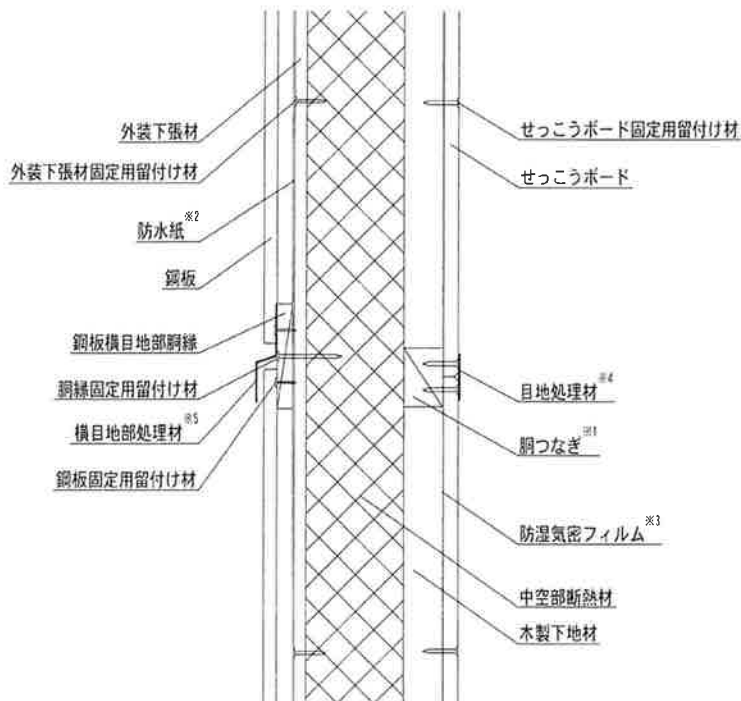 外装下張材
外装下張材固定用留付け材
防水紙※2
鋼板
鋼板横目地部胴縁
胴縁固定用留付け材
横目地部処理材※5
鋼板固定用留付け材
せっこうボード固定用留付け材
せっこうボード
目地処理材※4
胴つなぎ※1
防湿気密フィルム※3
中空部断熱材
木製下地材